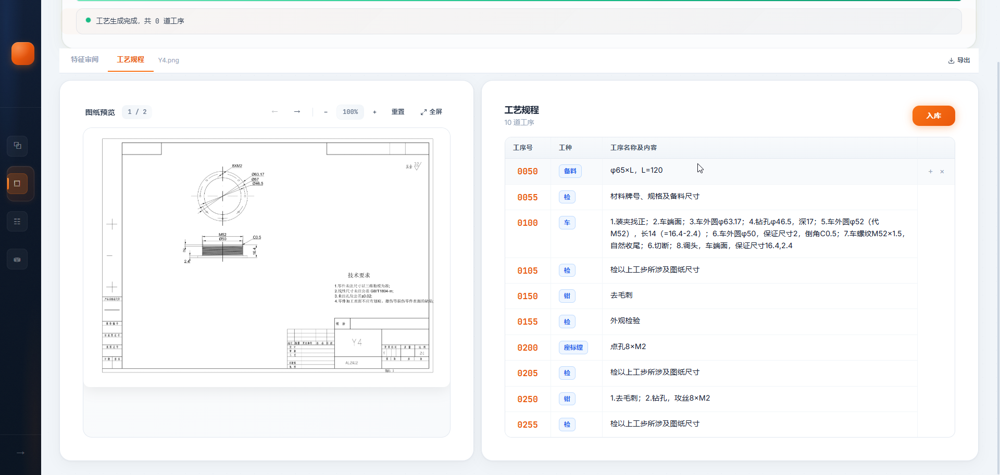 工艺生成完成，共 0 道工序
特征审阅
工艺规程
Y4.png
导出
图纸预览
1 / 2
←
→
−
100%
+
重置
全屏
8XM2
Ø63.17
Ø57
Ø46.5
其余 3.2
M52
Ø50
C0.5
2
16.4
2.4
技术要求
1.零件未注尺寸以三维数模为准;
2.线性尺寸未注公差 GB/T1804-m;
3.未注孔位公差±0.02;
4.零件加工表面不应有划痕、擦伤等损伤零件表面的缺陷;
Y4
AL2A12
工艺规程
10 道工序
入库
工序号 工种 工序名称及内容
0050 备料 φ65×L，L=120
+ ×
0055 检 材料牌号、规格及备料尺寸
0100 车 1.装夹找正；2.车端面；3.车外圆φ63.17；4.钻孔φ46.5，深17；5.车外圆φ52（代
M52），长14（=16.4-2.4）；6.车外圆φ50，保证尺寸2，倒角C0.5；7.车螺纹M52×1.5，
自然收尾；6.切断；8.调头，车端面，保证尺寸16.4,2.4
0105 检 检以上工步所涉及图纸尺寸
0150 钳 去毛刺
0155 检 外观检验
0200 座标镗 点孔8×M2
0205 检 检以上工步所涉及图纸尺寸
0250 钳 1.去毛刺；2.钻孔，攻丝8×M2
0255 检 检以上工步所涉及图纸尺寸
→